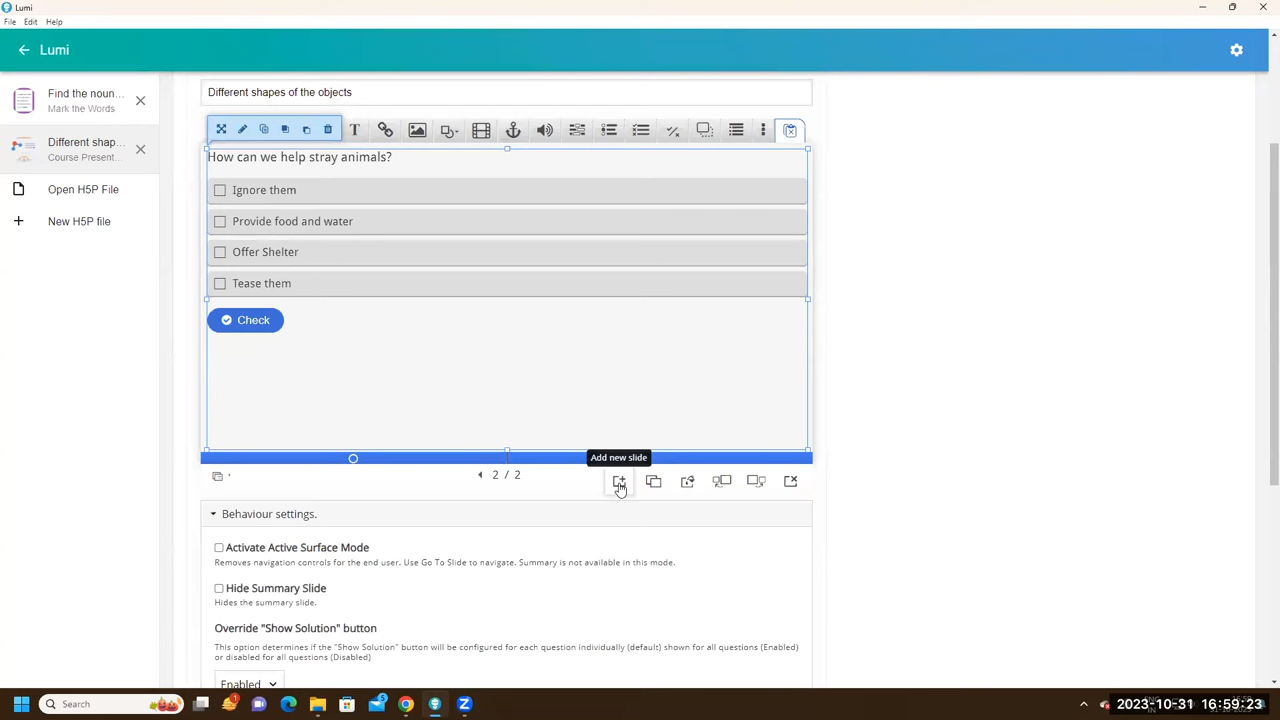 Lumi
File Edit Help
Lumi
Find the noun...
Mark the Words
Different shap...
Course Present...
Open H5P File
New H5P file
Different shapes of the objects
How can we help stray animals?
Ignore them
Provide food and water
Offer Shelter
Tease them
Check
Add new slide
2 / 2
Behaviour settings.
Activate Active Surface Mode
Removes navigation controls for the end user. Use Go To Slide to navigate. Summary is not available in this mode.
Hide Summary Slide
Hides the summary slide.
Override "Show Solution" button
This option determines if the "Show Solution" button will be configured for each question individually (default) shown for all questions (Enabled)
or disabled for all questions (Disabled)
Enabled
Search
2023-10-31 16:59:23